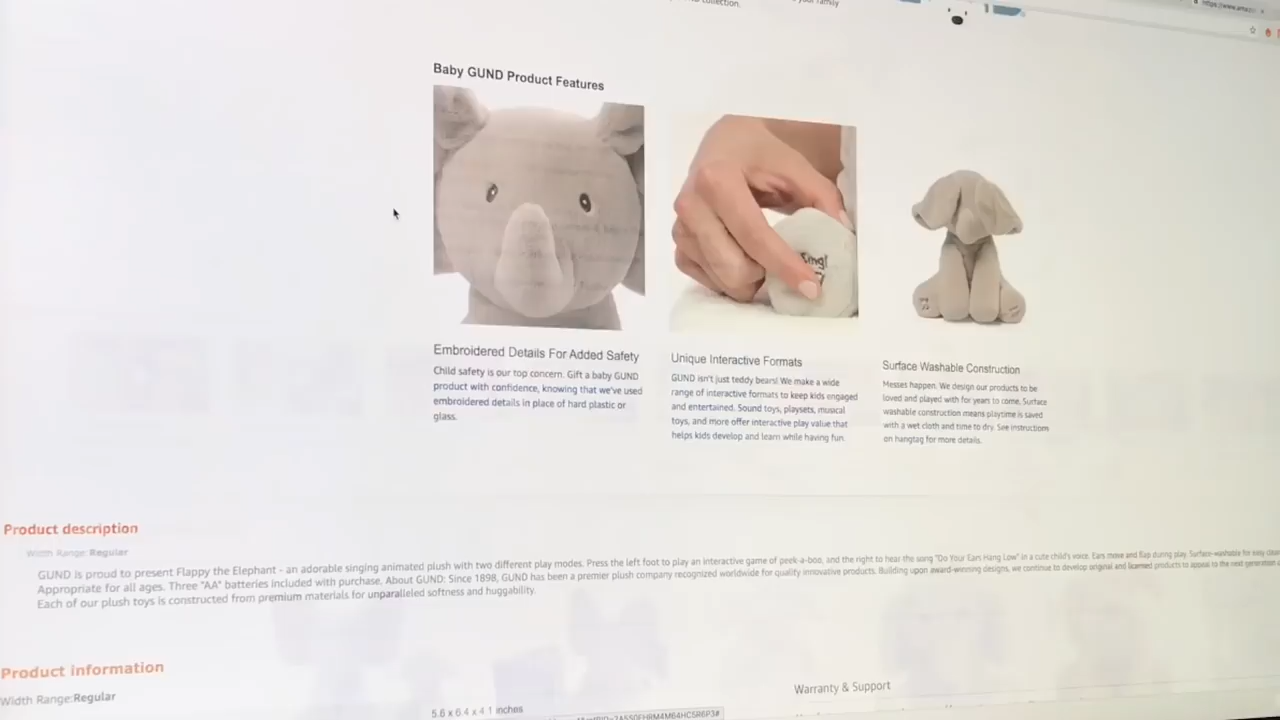 collection.
your family
https://www.amaz
Baby GUND Product Features
Sing!
Embroidered Details For Added Safety
Child safety is our top concern. Gift a baby GUND
product with confidence, knowing that we've used
embroidered details in place of hard plastic or
glass.
Unique Interactive Formats
GUND isn't just teddy bears! We make a wide
range of interactive formats to keep kids engaged
and entertained. Sound toys, playsets, musical
toys, and more offer interactive play value that
helps kids develop and learn while having fun.
Surface Washable Construction
Messes happen. We design our products to be
loved and played with for years to come. Surface
washable construction means playtime is saved
with a wet cloth and time to dry. See instructions
on hangtag for more details.
Product description
Width Range: Regular
GUND is proud to present Flappy the Elephant - an adorable singing animated plush with two different play modes. Press the left foot to play an interactive game of peek-a-boo, and the right to hear the song "Do Your Ears Hang Low" in a cute child's voice. Ears move and flap during play. Surface-washable for easy
Appropriate for all ages. Three "AA" batteries included with purchase. About GUND: Since 1898, GUND has been a premier plush company recognized worldwide for quality innovative products. Building upon award-winning designs, we continue to develop original and licensed products to appeal to the next generation
Each of our plush toys is constructed from premium materials for unparalleled softness and huggability.
Product information
Width Range:Regular
Warranty & Support
5.6 x 6.4 x 4.1 inches